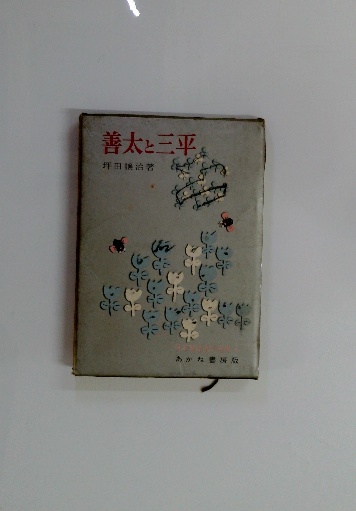 善太と三平
坪田譲治著
あかね書房版